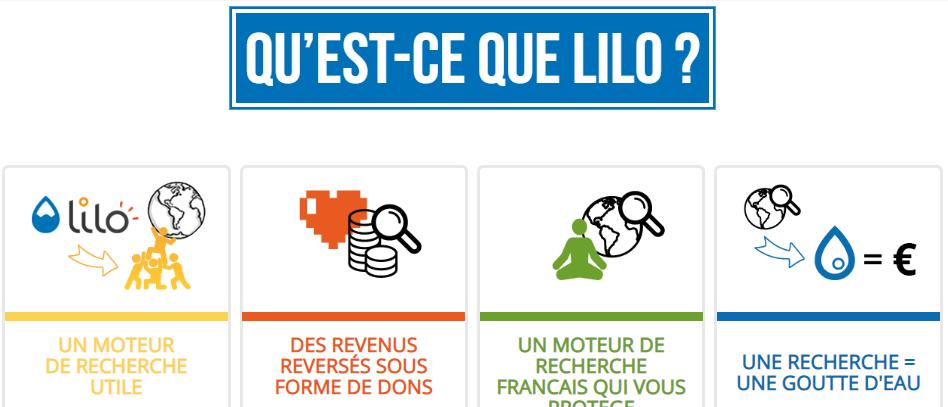 QU'EST-CE QUE LILO ?
lilo
= €
UN MOTEUR
DE RECHERCHE
UTILE
DES REVENUS
REVERSÉS SOUS
FORME DE DONS
UN MOTEUR DE
RECHERCHE
FRANCAIS QUI VOUS
PROTEGE
UNE RECHERCHE =
UNE GOUTTE D'EAU